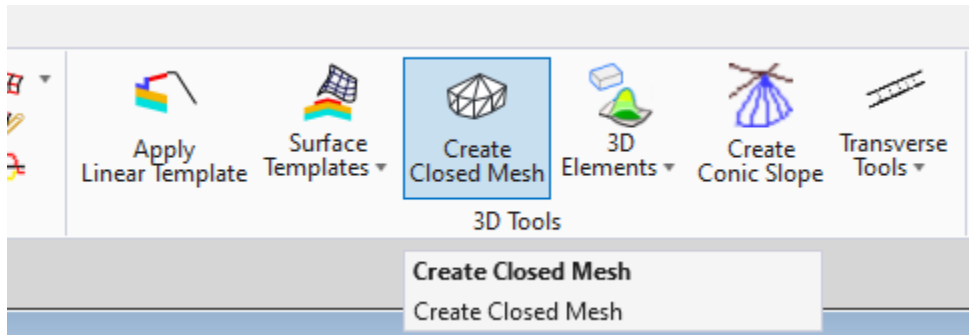 Apply
Linear Template
Surface
Templates
Create
Closed Mesh
3D
Elements
Create
Conic Slope
Transverse
Tools
3D Tools
Create Closed Mesh
Create Closed Mesh